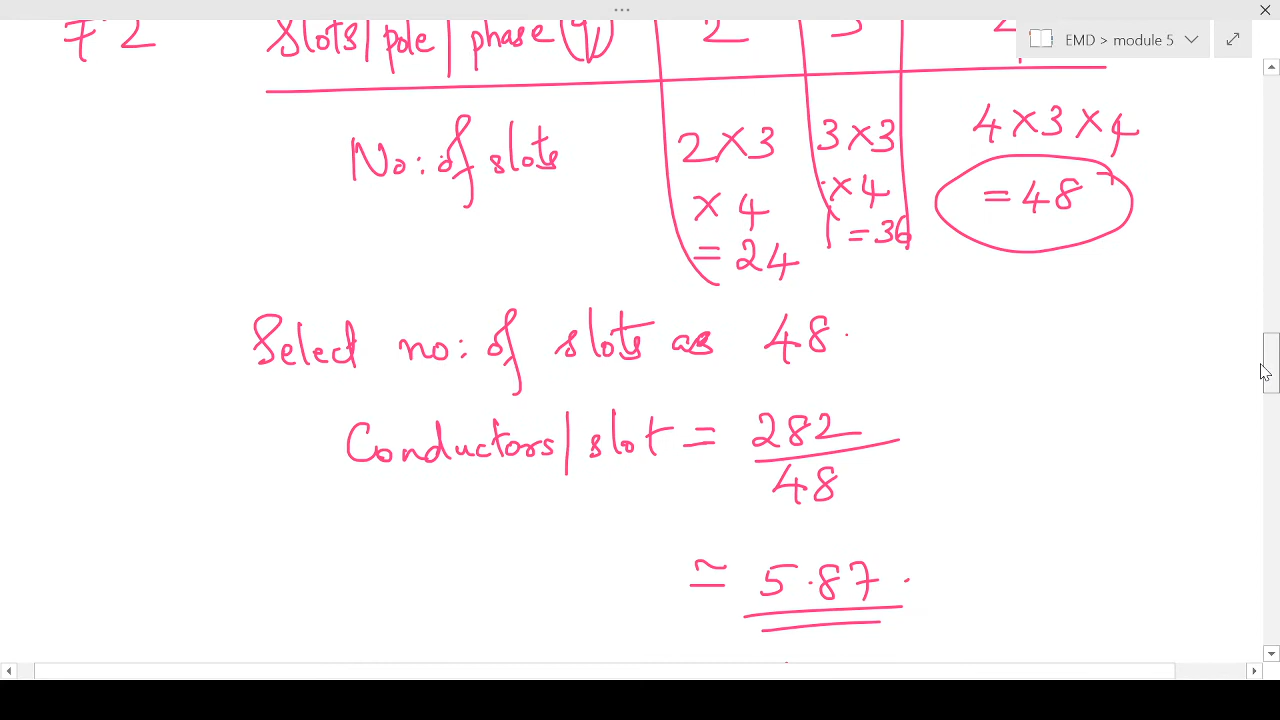 EMD > module 5
72 Slots/pole/phase (q) 2 3
No: of slots 2×3 3×3 4×3×4
×4 ×4 = 48
= 24 = 36
Select no: of slots as 48.
Conductors/slot = 282
48
≃ 5.87.